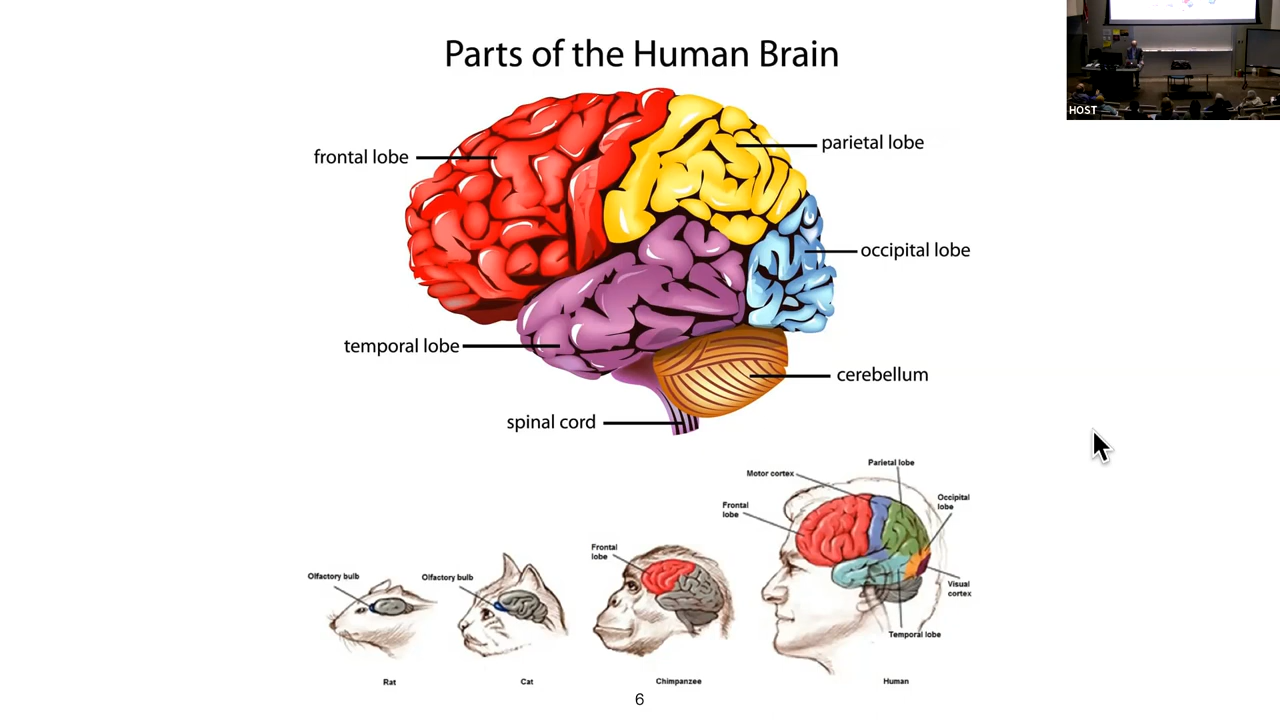 HOST
Parts of the Human Brain
frontal lobe
parietal lobe
occipital lobe
temporal lobe
cerebellum
spinal cord
Parietal lobe
Motor cortex
Frontal
lobe
Occipital
lobe
Frontal
lobe
Olfactory bulb
Olfactory bulb
Visual
cortex
Temporal lobe
Rat
Cat
Chimpanzee
Human
6